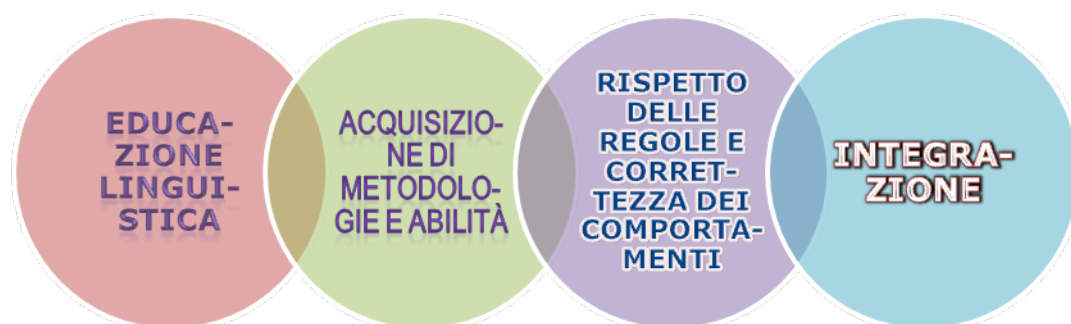 EDUCA-
ZIONE
LINGUI-
STICA
ACQUISIZIO-
NE DI
METODOLO-
GIE E ABILITÀ
RISPETTO
DELLE
REGOLE E
CORRET-
TEZZA DEI
COMPORTA-
MENTI
INTEGRA-
ZIONE